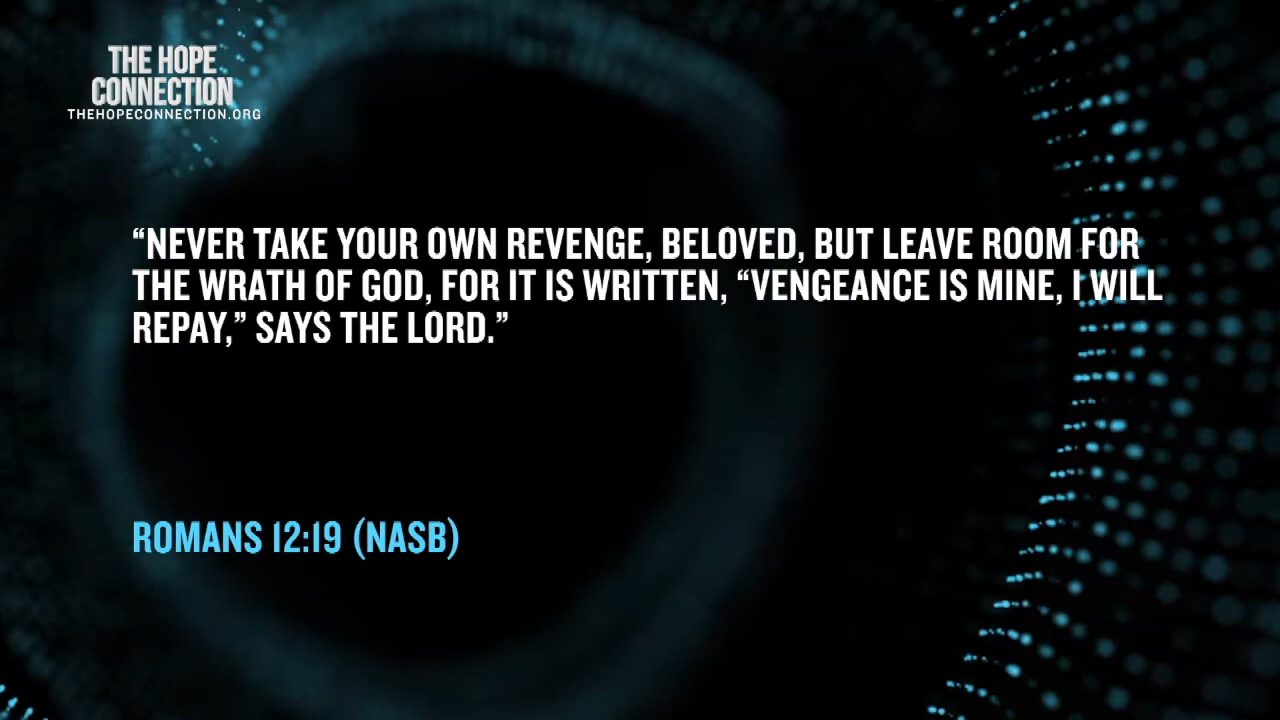 THE HOPE
CONNECTION
THEHOPECONNECTION.ORG
“NEVER TAKE YOUR OWN REVENGE, BELOVED, BUT LEAVE ROOM FOR
THE WRATH OF GOD, FOR IT IS WRITTEN, “VENGEANCE IS MINE, I WILL
REPAY,” SAYS THE LORD.”
ROMANS 12:19 (NASB)